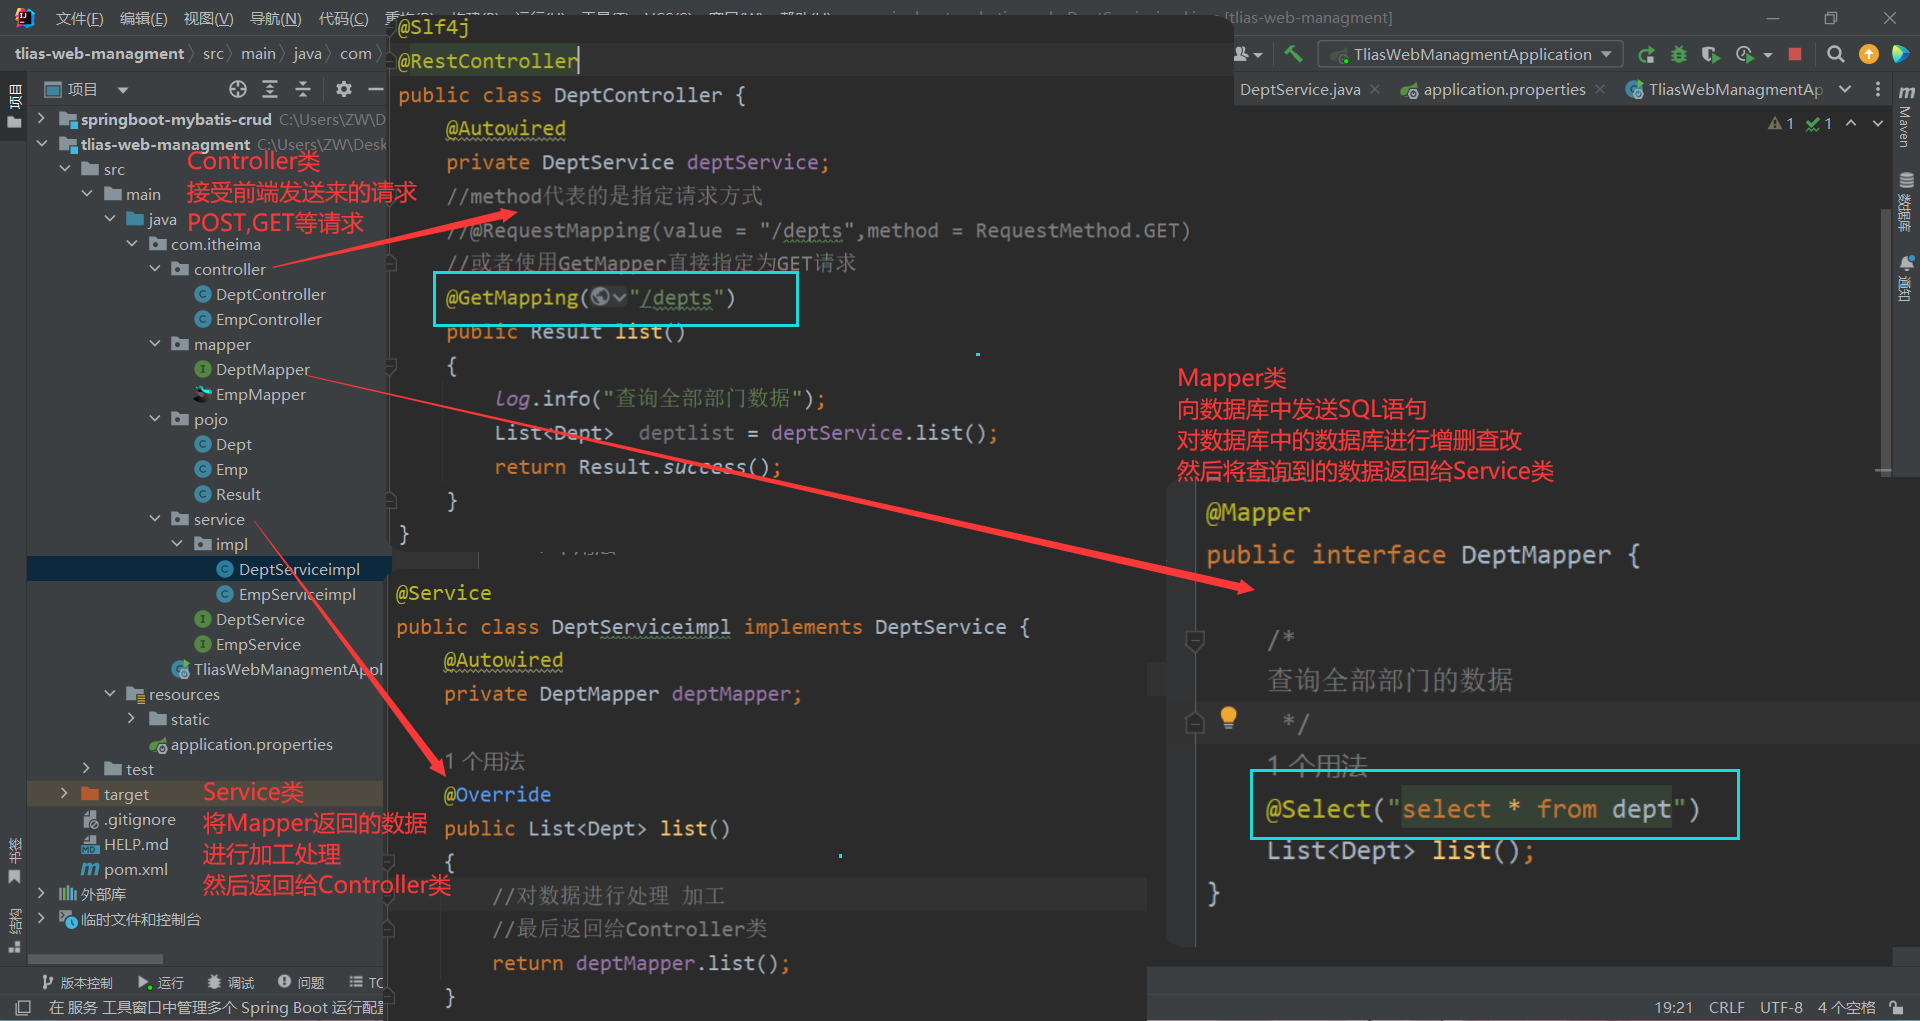 文件(F) 编辑(E) 视图(V) 导航(N) 代码(C) [tlias-web-managment]
tlias-web-managment src main java com
TliasWebManagmentApplication
项目
DeptService.java application.properties TliasWebManagmentAp
1 1
项目
Maven
数据库
通知
springboot-mybatis-crud C:\Users\ZW\D
tlias-web-managment C:\Users\ZW\Desk
src
main
java
com.itheima
controller
DeptController
EmpController
mapper
DeptMapper
EmpMapper
pojo
Dept
Emp
Result
service
impl
DeptServiceimpl
EmpServiceimpl
DeptService
EmpService
TliasWebManagmentAppl
resources
static
application.properties
test
target
.gitignore
HELP.md
pom.xml
外部库
临时文件和控制台
书签
结构
Controller类
接受前端发送来的请求
POST,GET等请求
@Slf4j
@RestController
public class DeptController {
@Autowired
private DeptService deptService;
//method代表的是指定请求方式
//@RequestMapping(value = "/depts",method = RequestMethod.GET)
//或者使用GetMapper直接指定为GET请求
@GetMapping("/depts")
public Result list()
{
log.info("查询全部部门数据");
List<Dept> deptlist = deptService.list();
return Result.success();
}
}
Service类
将Mapper返回的数据
进行加工处理
然后返回给Controller类
@Service
public class DeptServiceimpl implements DeptService {
@Autowired
private DeptMapper deptMapper;
1 个用法
@Override
public List<Dept> list()
{
//对数据进行处理 加工
//最后返回给Controller类
return deptMapper.list();
}
Mapper类
向数据库中发送SQL语句
对数据库中的数据库进行增删查改
然后将查询到的数据返回给Service类
@Mapper
public interface DeptMapper {
/*
查询全部部门的数据
*/
1 个用法
@Select("select * from dept")
List<Dept> list();
}
版本控制 运行 调试 问题
在 服务 工具窗口中管理多个 Spring Boot 运行配
19:21 CRLF UTF-8 4 个空格